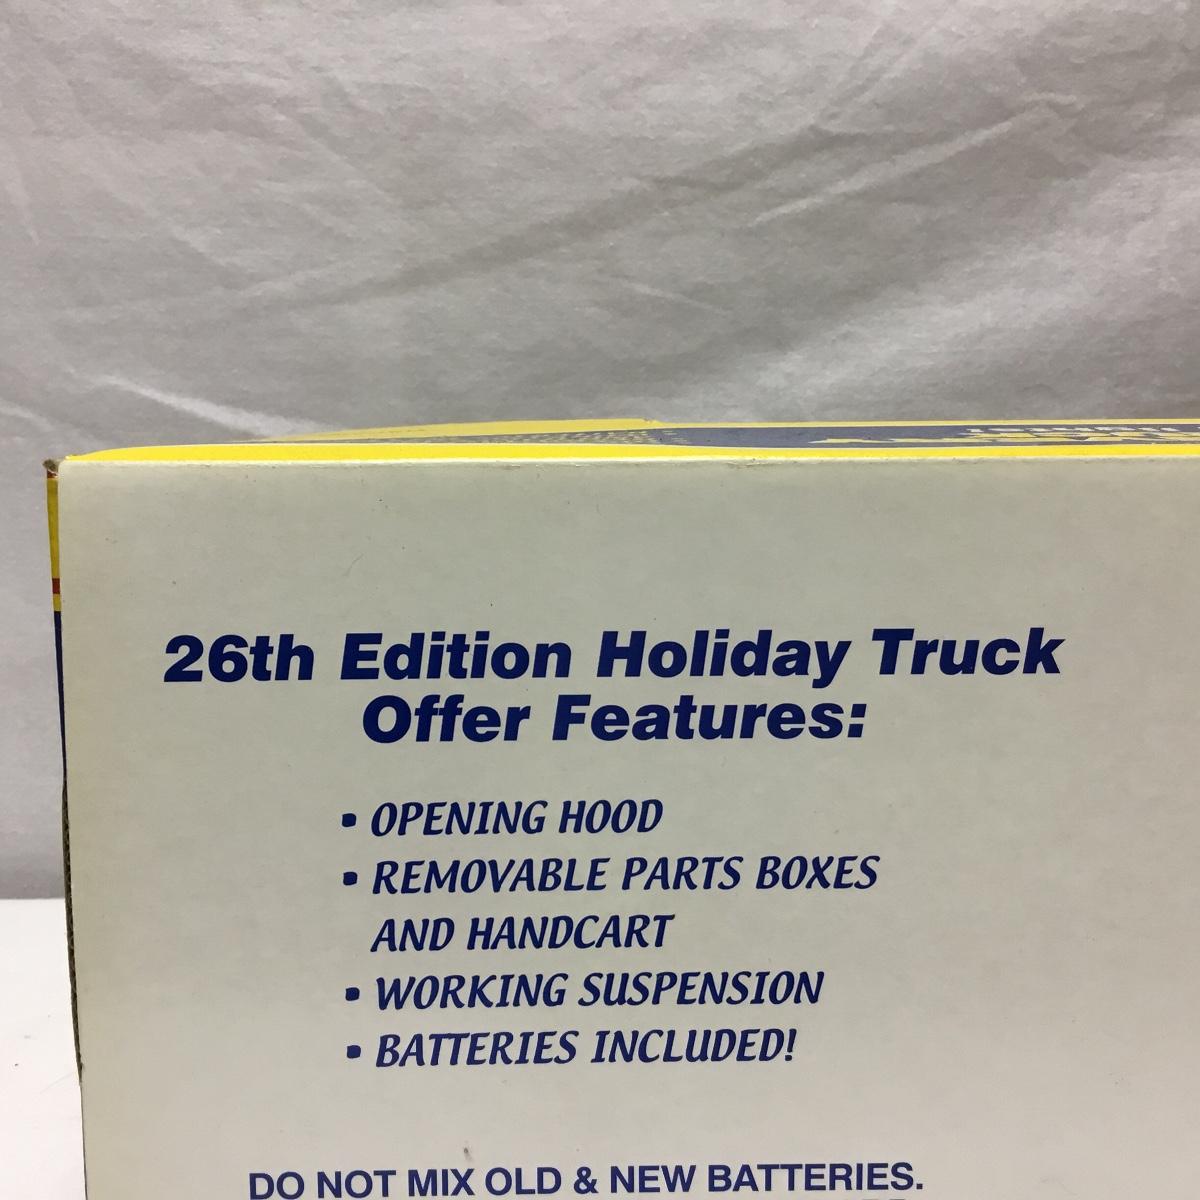 26th Edition Holiday Truck
Offer Features:
• OPENING HOOD
• REMOVABLE PARTS BOXES
AND HANDCART
• WORKING SUSPENSION
• BATTERIES INCLUDED!
DO NOT MIX OLD & NEW BATTERIES.